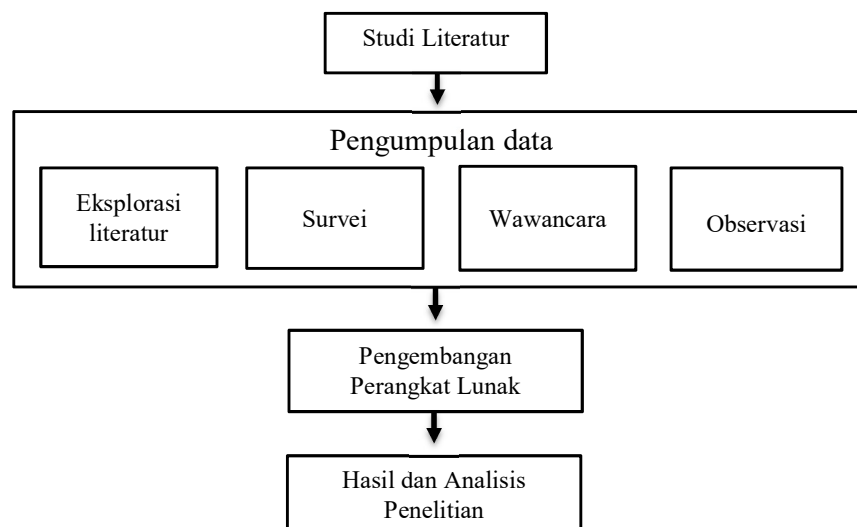 Studi Literatur
Pengumpulan data
Eksplorasi
literatur
Survei
Wawancara
Observasi
Pengembangan
Perangkat Lunak
Hasil dan Analisis
Penelitian